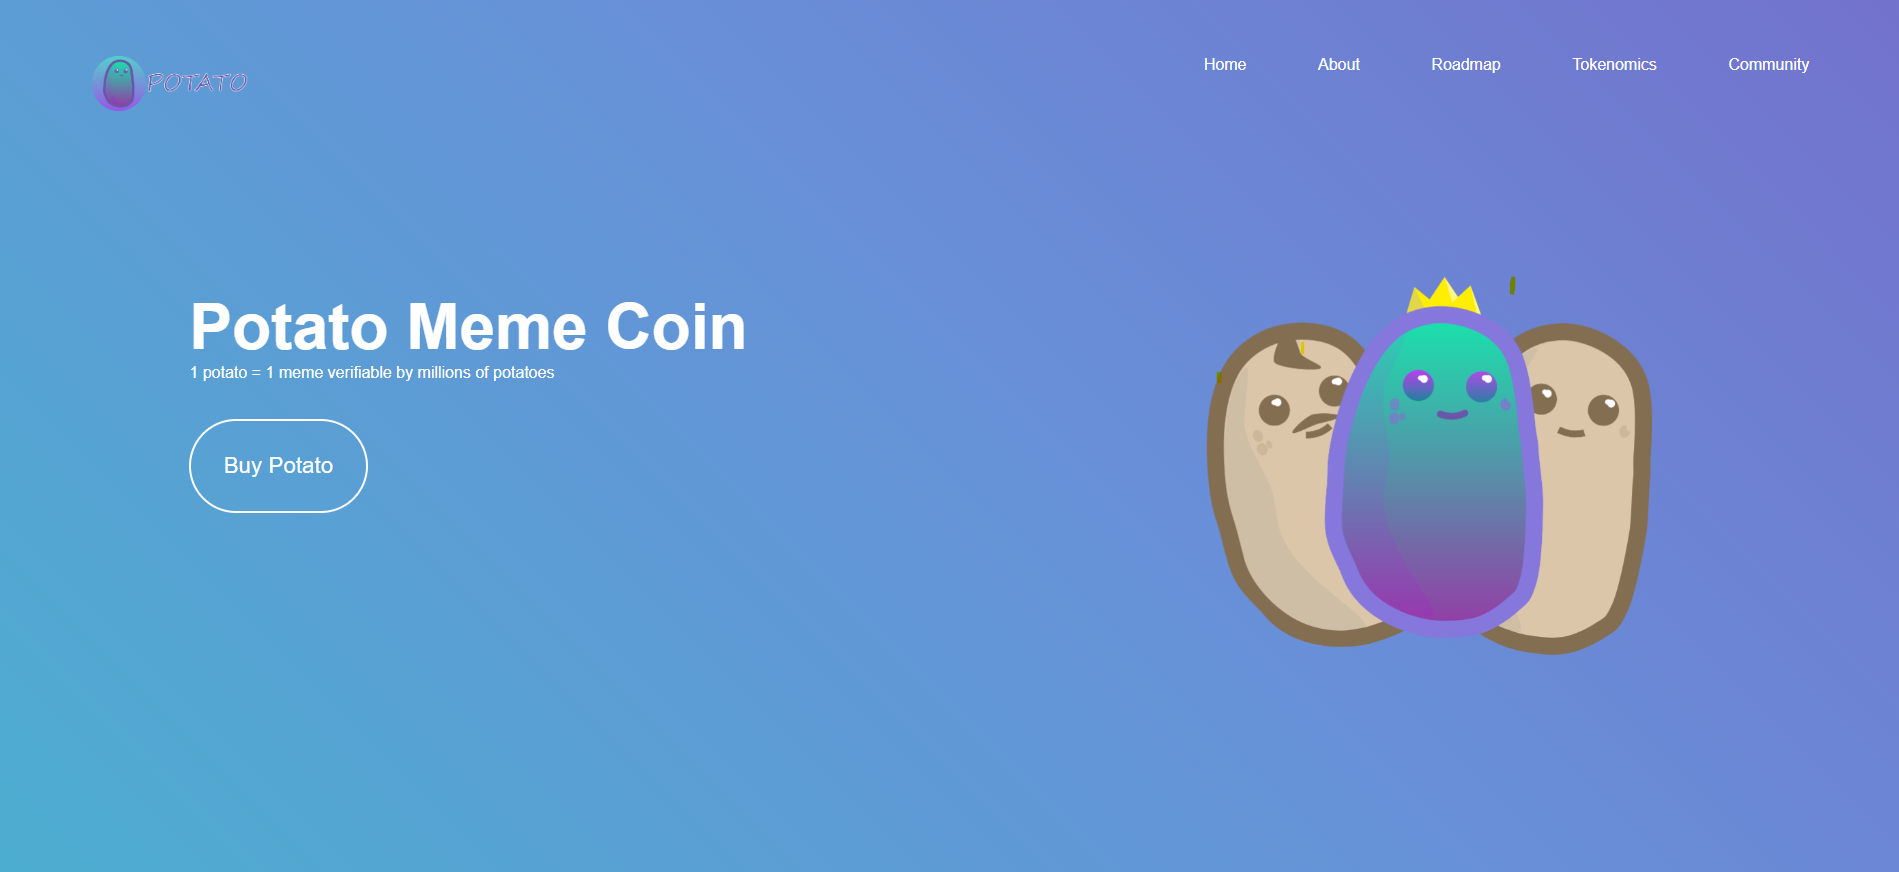 POTATO
Home About Roadmap Tokenomics Community
Potato Meme Coin
1 potato = 1 meme verifiable by millions of potatoes
Buy Potato